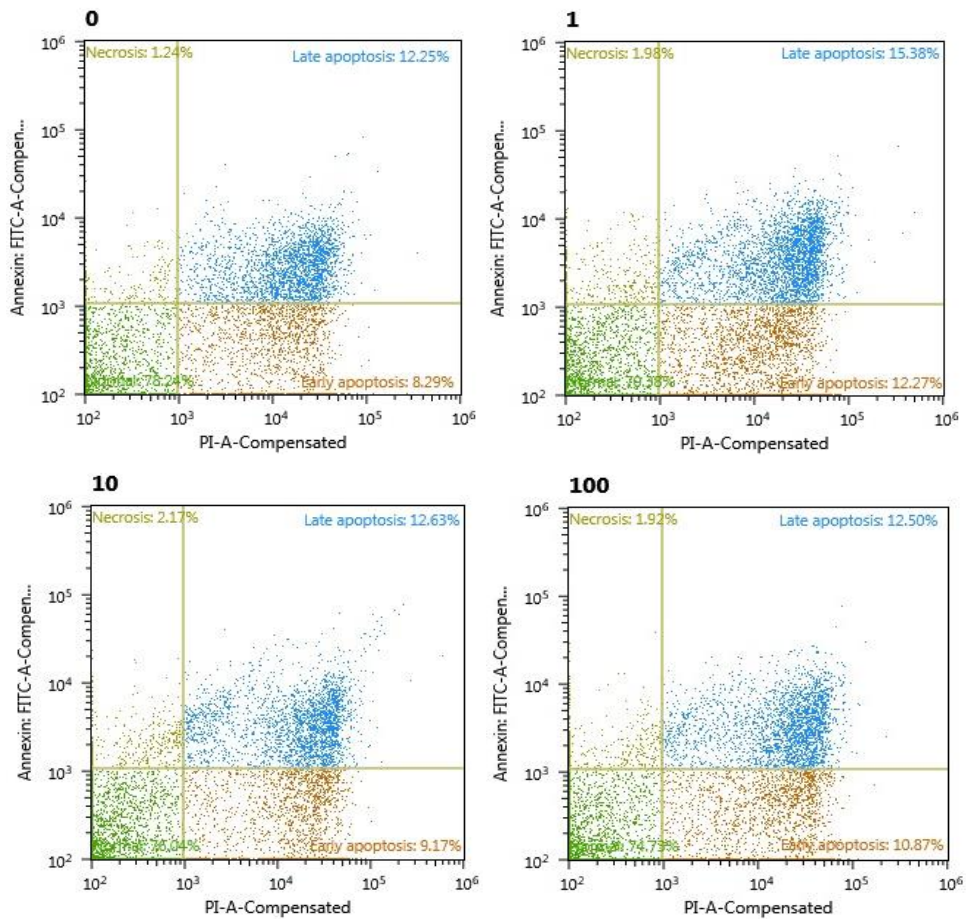 0
10⁶
Necrosis: 1.24%
Late apoptosis: 12.25%
10⁵
10⁴
10³
10²
Annexin: FITC-A-Compen...
Early apoptosis: 8.29%
10² 10³ 10⁴ 10⁵ 10⁶
PI-A-Compensated
1
10⁶
Necrosis: 1.98%
Late apoptosis: 15.38%
10⁵
10⁴
10³
10²
Annexin: FITC-A-Compen...
Early apoptosis: 12.27%
10² 10³ 10⁴ 10⁵ 10⁶
PI-A-Compensated
10
10⁶
Necrosis: 2.17%
Late apoptosis: 12.63%
10⁵
10⁴
10³
10²
Annexin: FITC-A-Compen...
Early apoptosis: 9.17%
10² 10³ 10⁴ 10⁵ 10⁶
PI-A-Compensated
100
10⁶
Necrosis: 1.92%
Late apoptosis: 12.50%
10⁵
10⁴
10³
10²
Annexin: FITC-A-Compen...
Early apoptosis: 10.87%
10² 10³ 10⁴ 10⁵ 10⁶
PI-A-Compensated